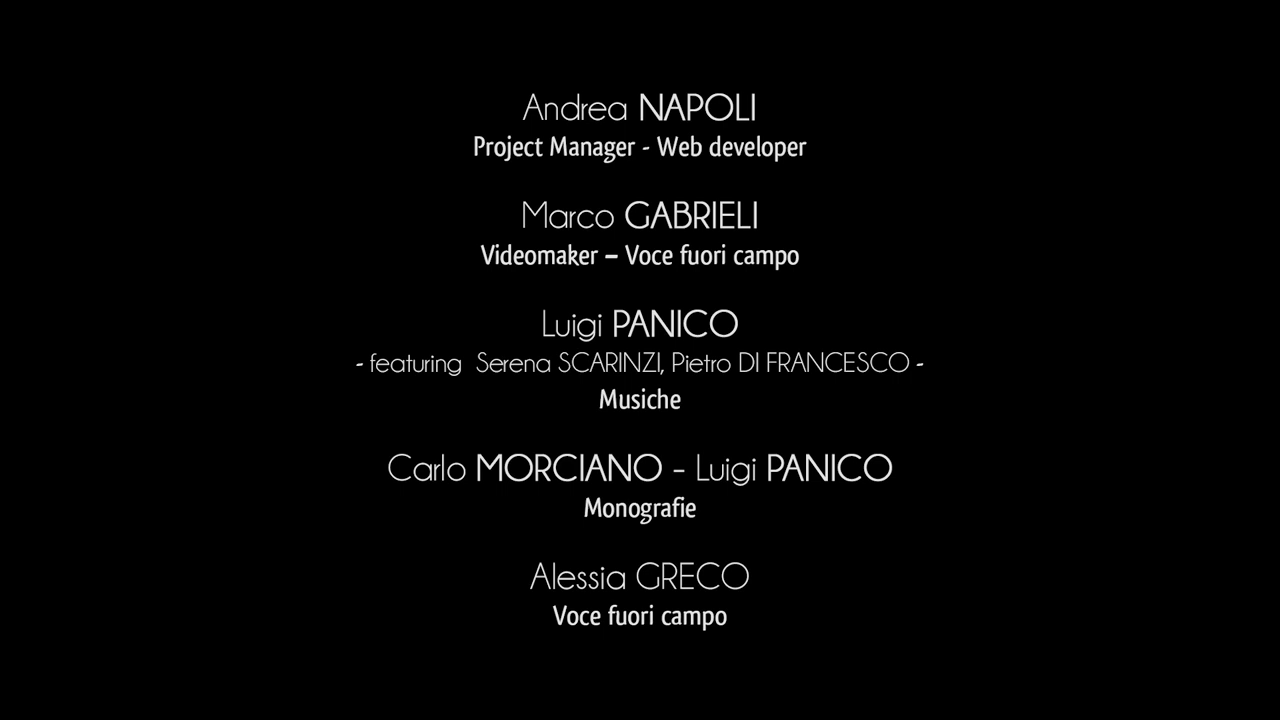 Andrea NAPOLI
Project Manager - Web developer
Marco GABRIELI
Videomaker – Voce fuori campo
Luigi PANICO
- featuring  Serena SCARINZI, Pietro DI FRANCESCO -
Musiche
Carlo MORCIANO - Luigi PANICO
Monografie
Alessia GRECO
Voce fuori campo